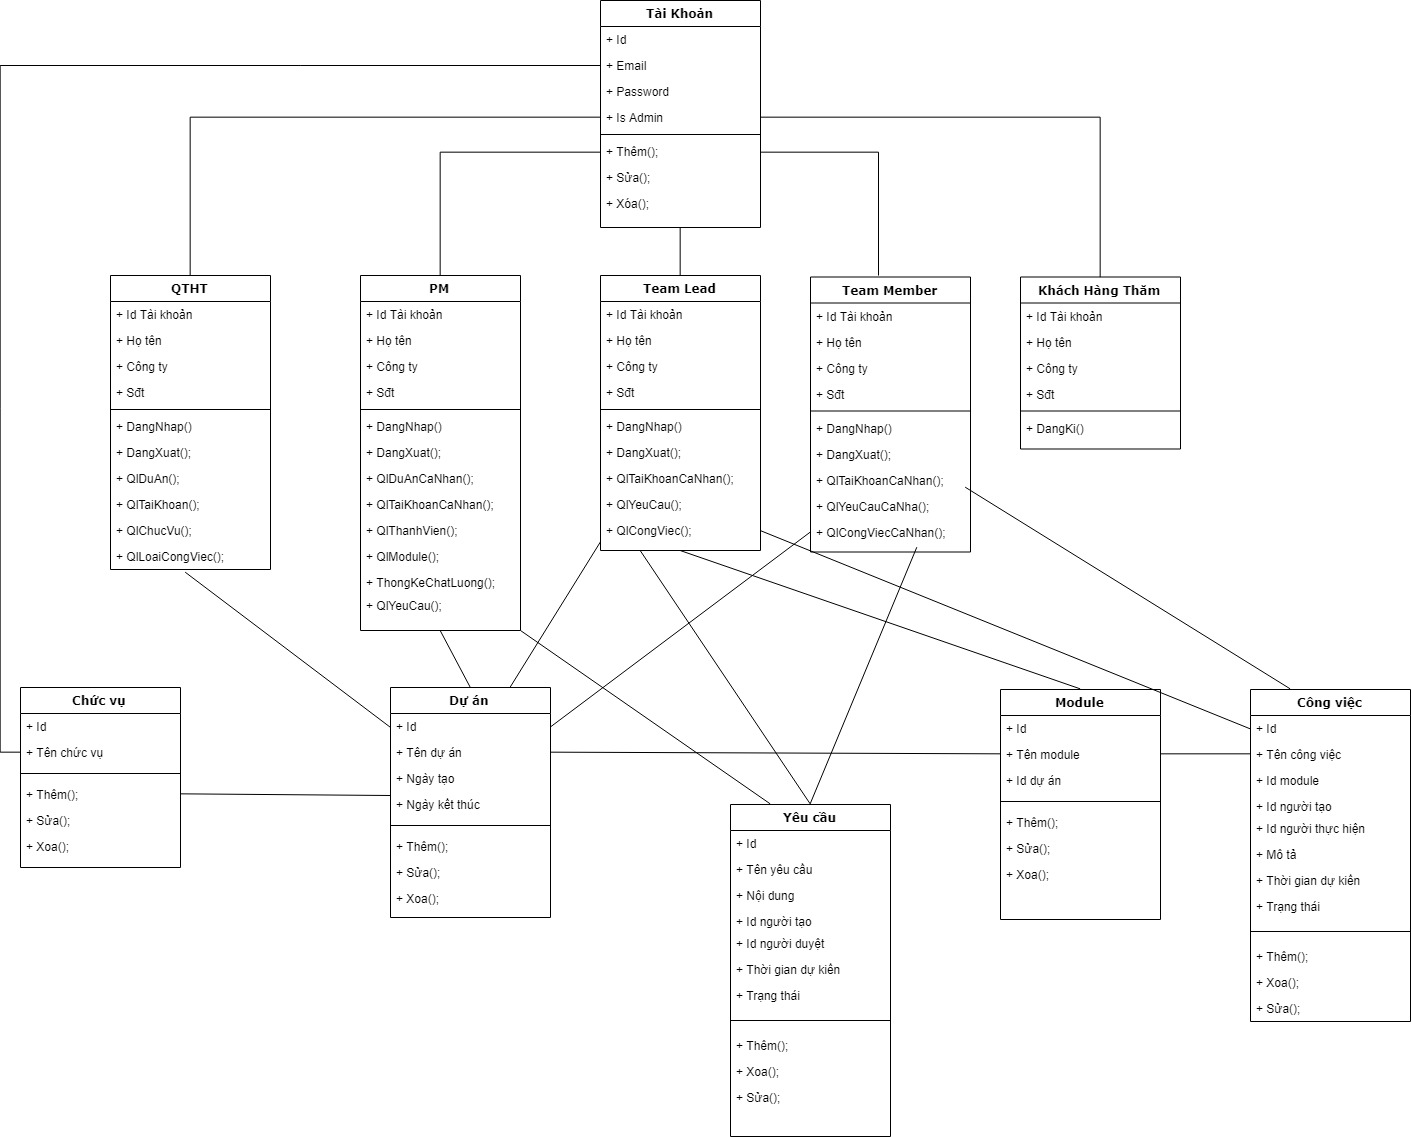 Tài Khoản
+ Id
+ Email
+ Password
+ Is Admin
+ Thêm();
+ Sửa();
+ Xóa();
QTHT
+ Id Tài khoản
+ Họ tên
+ Công ty
+ Sđt
+ DangNhap()
+ DangXuat();
+ QlDuAn();
+ QlTaiKhoan();
+ QlChucVu();
+ QlLoaiCongViec();
PM
+ Id Tài khoản
+ Họ tên
+ Công ty
+ Sđt
+ DangNhap()
+ DangXuat();
+ QlDuAnCaNhan();
+ QlTaiKhoanCaNhan();
+ QlThanhVien();
+ QlModule();
+ ThongKeChatLuong();
+ QlYeuCau();
Team Lead
+ Id Tài khoản
+ Họ tên
+ Công ty
+ Sđt
+ DangNhap()
+ DangXuat();
+ QlTaiKhoanCaNhan();
+ QlYeuCau();
+ QlCongViec();
Team Member
+ Id Tài khoản
+ Họ tên
+ Công ty
+ Sđt
+ DangNhap()
+ DangXuat();
+ QlTaiKhoanCaNhan();
+ QlYeuCauCaNha();
+ QlCongViecCaNhan();
Khách Hàng Thăm
+ Id Tài khoản
+ Họ tên
+ Công ty
+ Sđt
+ DangKi()
Chức vụ
+ Id
+ Tên chức vụ
+ Thêm();
+ Sửa();
+ Xoa();
Dự án
+ Id
+ Tên dự án
+ Ngày tạo
+ Ngày kết thúc
+ Thêm();
+ Sửa();
+ Xoa();
Yêu cầu
+ Id
+ Tên yêu cầu
+ Nội dung
+ Id người tạo
+ Id người duyệt
+ Thời gian dự kiến
+ Trạng thái
+ Thêm();
+ Xoa();
+ Sửa();
Module
+ Id
+ Tên module
+ Id dự án
+ Thêm();
+ Sửa();
+ Xoa();
Công việc
+ Id
+ Tên công việc
+ Id module
+ Id người tạo
+ Id người thực hiện
+ Mô tả
+ Thời gian dự kiến
+ Trạng thái
+ Thêm();
+ Xoa();
+ Sửa();